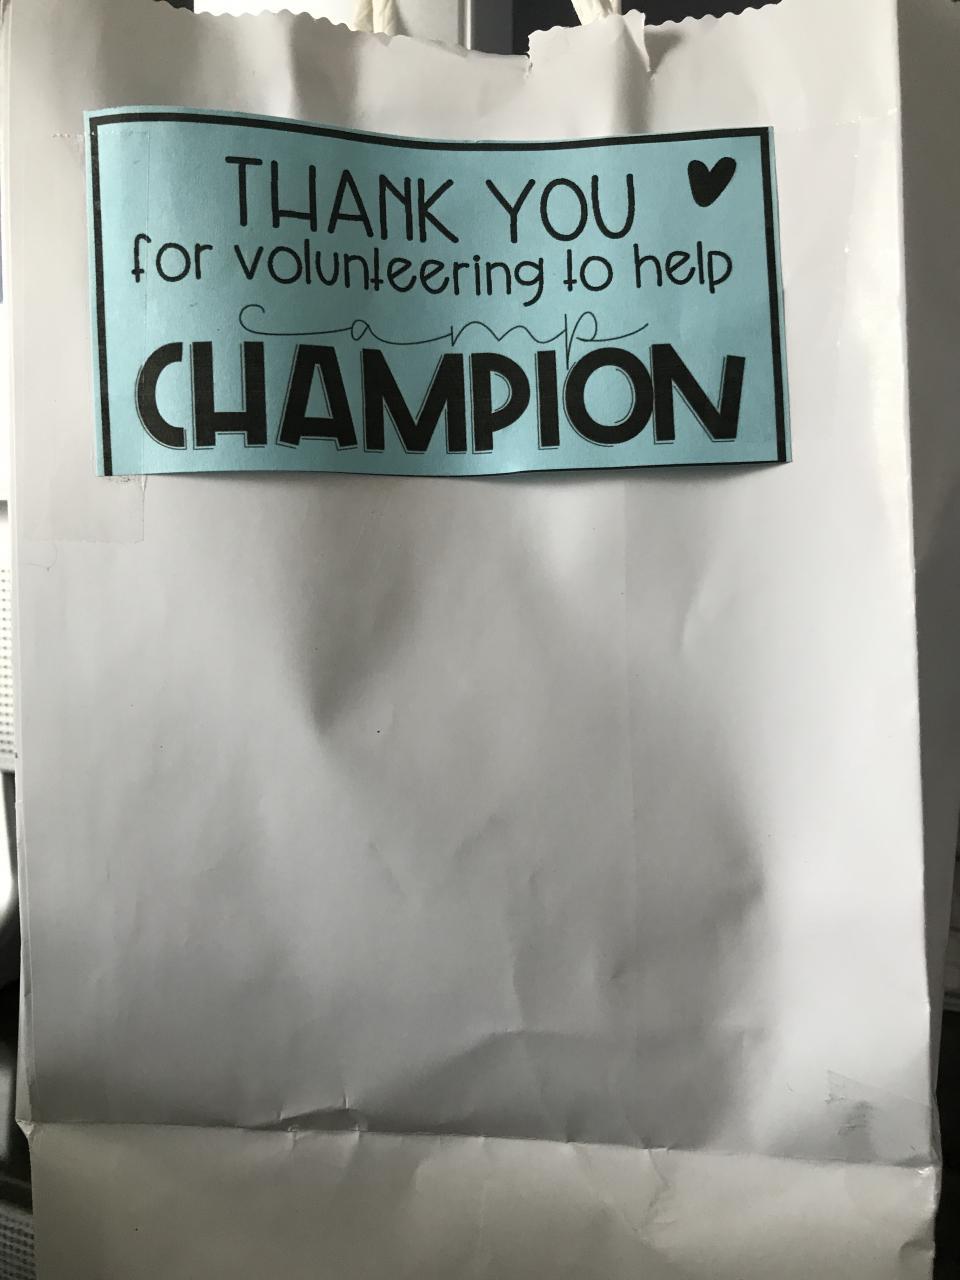 THANK YOU
for volunteering to help
camp
CHAMPION